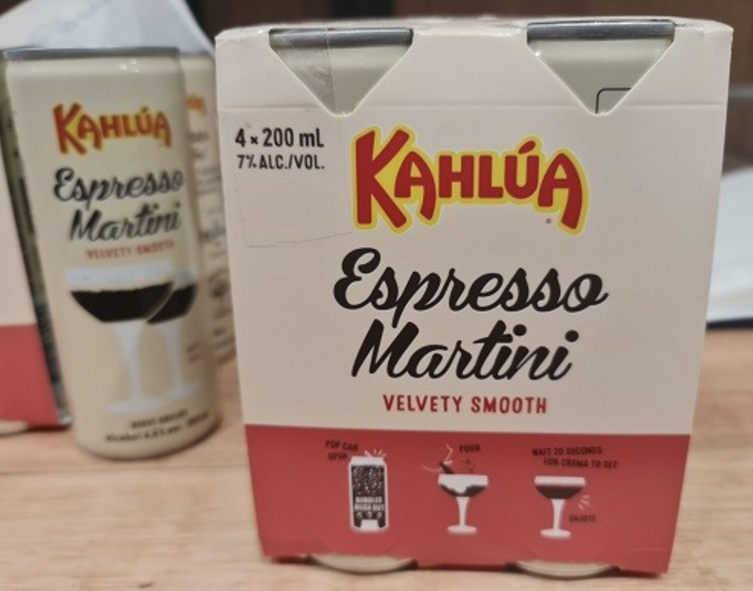 KAHLÚA
Espresso
Martini
VELVETY SMOOTH
4 x 200 mL
7% ALC./VOL.
KAHLÚA
Espresso
Martini
VELVETY SMOOTH
POP CAN
OPEN
POUR
WAIT 20 SECONDS
FOR CREMA TO SET
ENJOY!